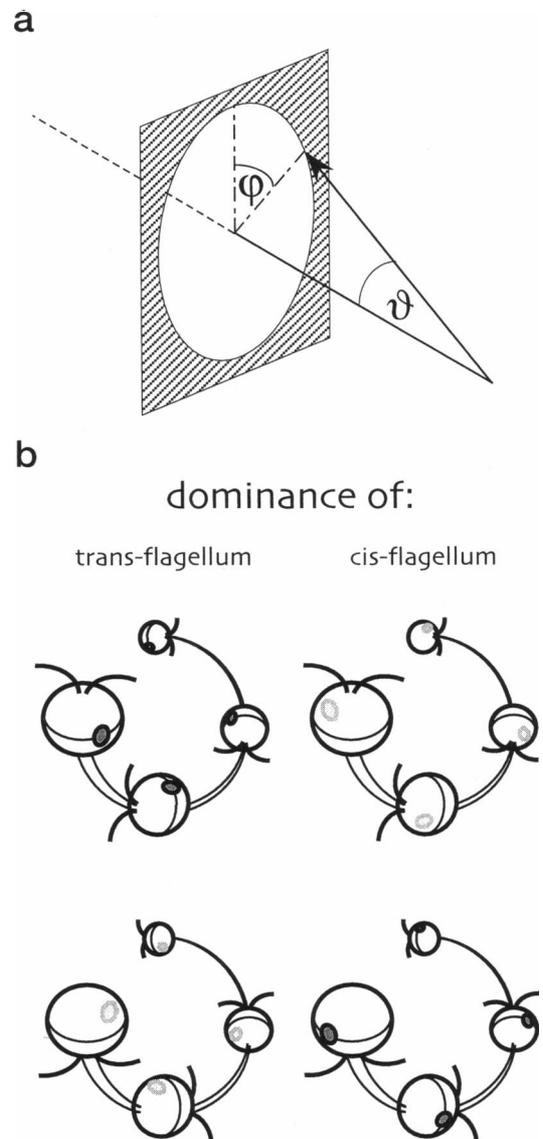 a
φ
ϑ
b
dominance of:
trans-flagellum cis-flagellum